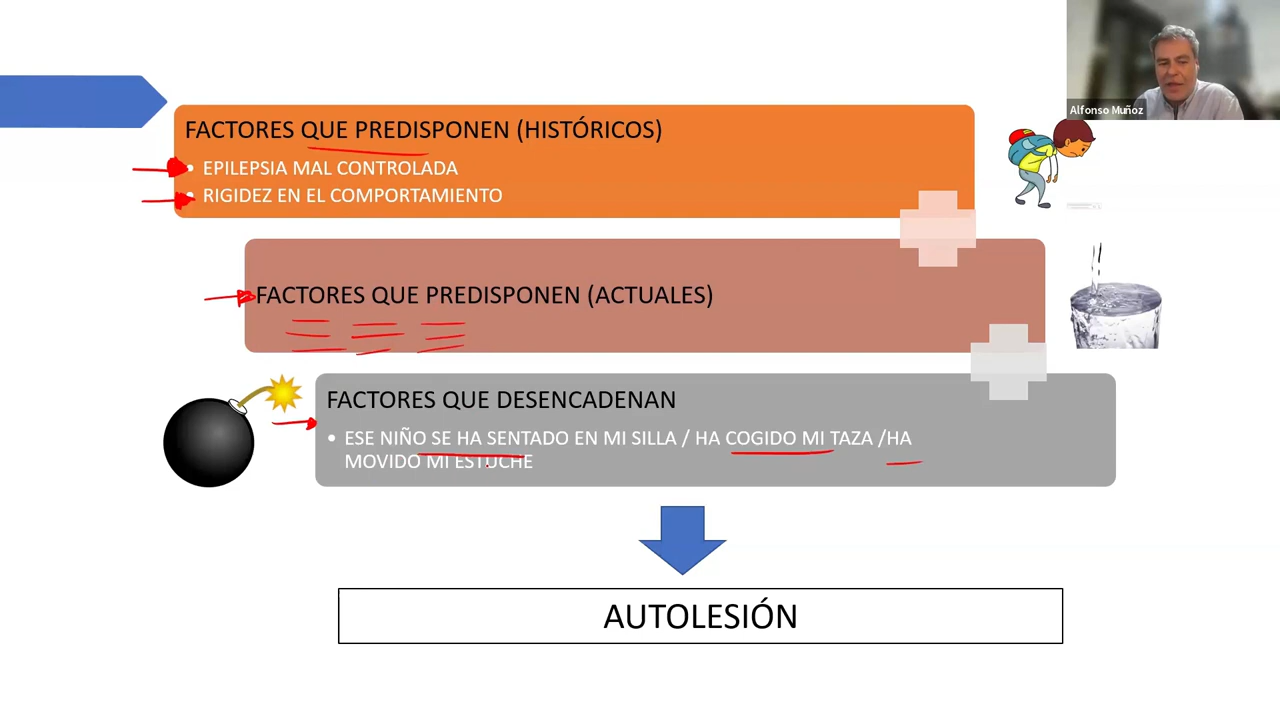 Alfonso Muñoz
FACTORES QUE PREDISPONEN (HISTÓRICOS)
• EPILEPSIA MAL CONTROLADA
• RIGIDEZ EN EL COMPORTAMIENTO
FACTORES QUE PREDISPONEN (ACTUALES)
FACTORES QUE DESENCADENAN
• ESE NIÑO SE HA SENTADO EN MI SILLA / HA COGIDO MI TAZA /HA
MOVIDO MI ESTUCHE
AUTOLESIÓN